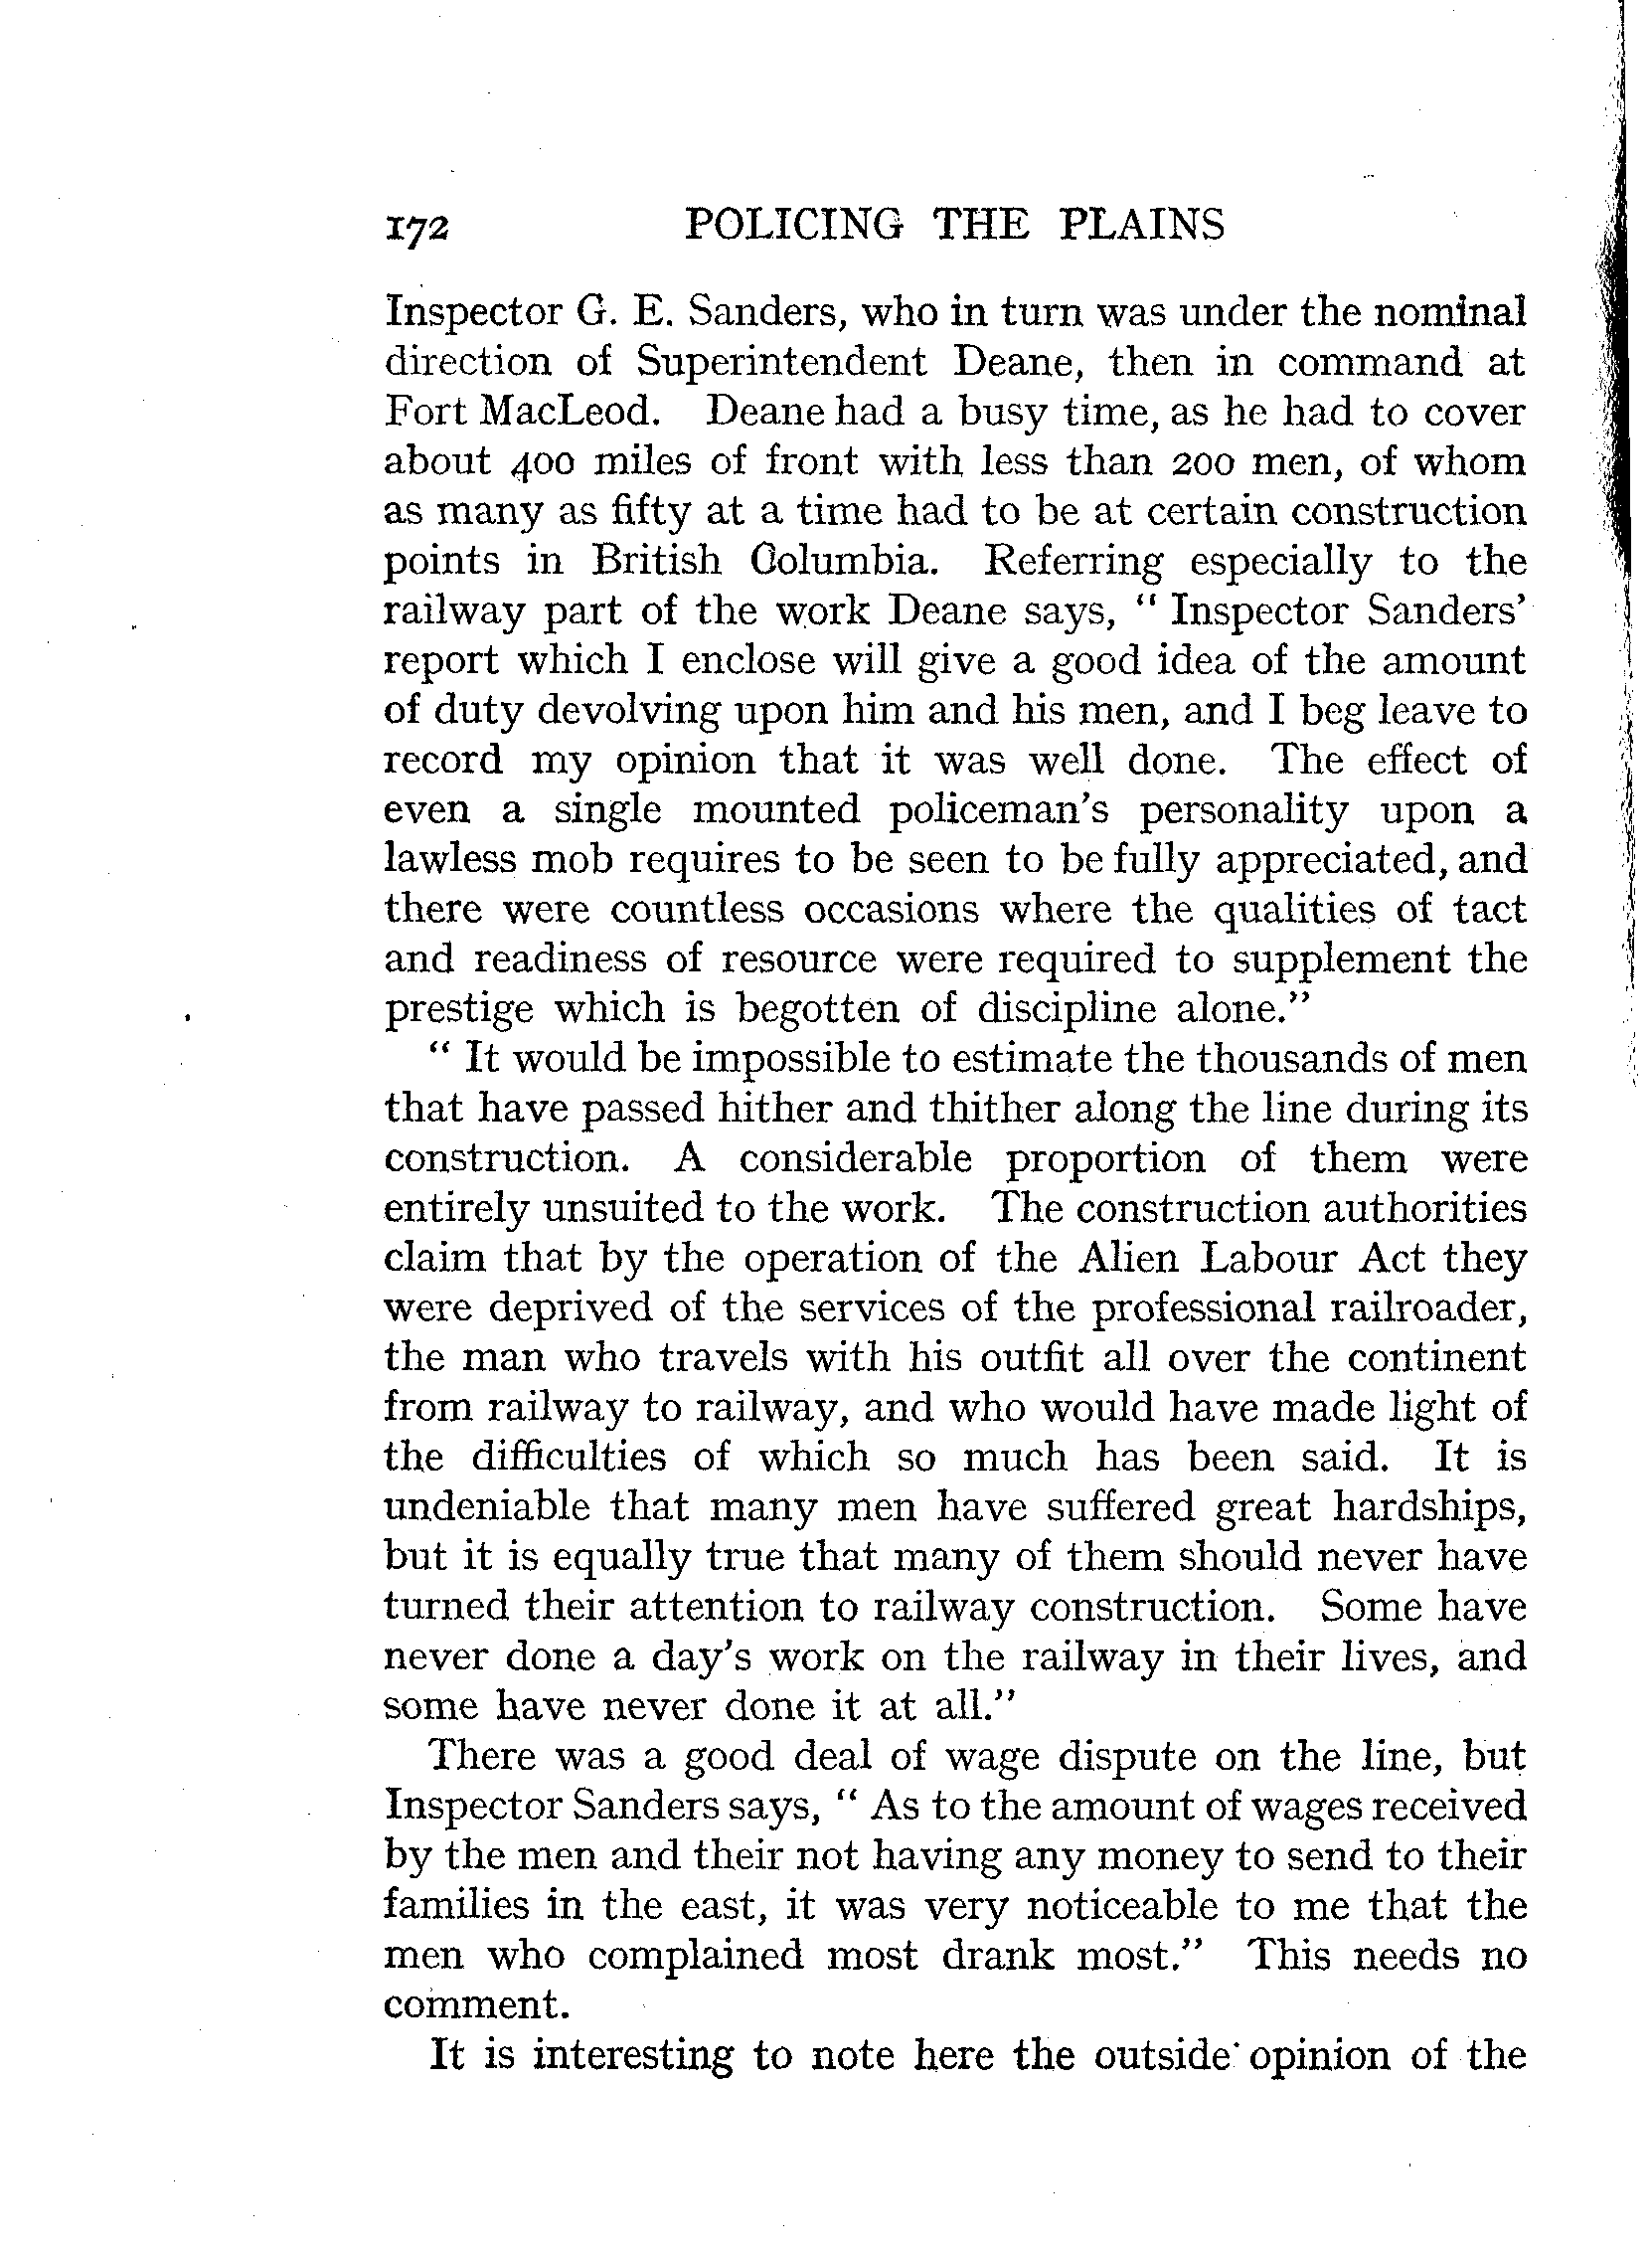 172 POLICING THE PLAINS
Inspector G. E. Sanders, who in turn was under the nominal
direction of Superintendent Deane, then in command at
Fort MacLeod. Deane had a busy time, as he had to cover
about 400 miles of front with less than 200 men, of whom
as many as fifty at a time had to be at certain construction
points in British Columbia. Referring especially to the
railway part of the work Deane says, " Inspector Sanders'
report which I enclose will give a good idea of the amount
of duty devolving upon him and his men, and I beg leave to
record my opinion that it was well done. The effect of
even a single mounted policeman's personality upon a
lawless mob requires to be seen to be fully appreciated, and
there were countless occasions where the qualities of tact
and readiness of resource were required to supplement the
prestige which is begotten of discipline alone."
" It would be impossible to estimate the thousands of men
that have passed hither and thither along the line during its
construction. A considerable proportion of them were
entirely unsuited to the work. The construction authorities
claim that by the operation of the Alien Labour Act they
were deprived of the services of the professional railroader,
the man who travels with his outfit all over the continent
from railway to railway, and who would have made light of
the difficulties of which so much has been said. It is
undeniable that many men have suffered great hardships,
but it is equally true that many of them should never have
turned their attention to railway construction. Some have
never done a day's work on the railway in their lives, and
some have never done it at all."
There was a good deal of wage dispute on the line, but
Inspector Sanders says, " As to the amount of wages received
by the men and their not having any money to send to their
families in the east, it was very noticeable to me that the
men who complained most drank most." This needs no
comment.
It is interesting to note here the outside opinion of the